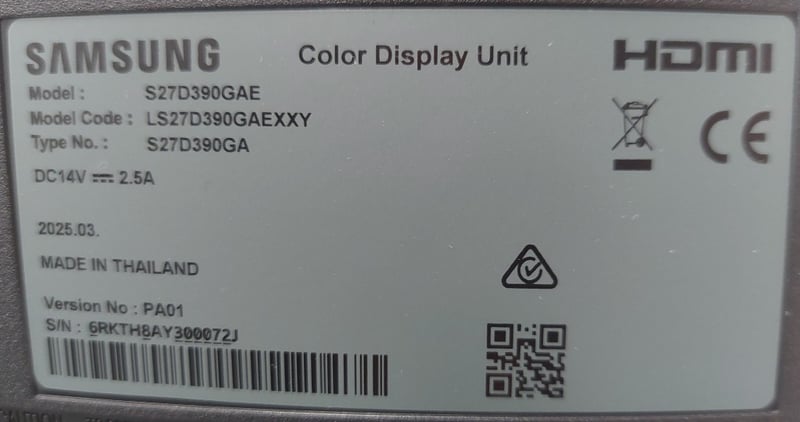 SAMSUNG Color Display Unit HDMI
Model : S27D390GAE
Model Code : LS27D390GAEXXY
Type No. : S27D390GA
CE
DC14V ⎓ 2.5A
2025.03.
MADE IN THAILAND
Version No : PA01
S/N : 6RKTH8AY300072J